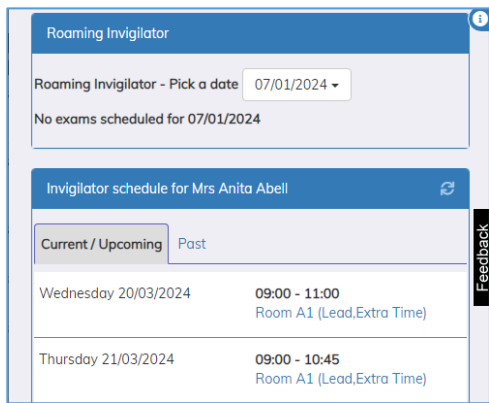 Roaming Invigilator
Roaming Invigilator - Pick a date 07/01/2024
No exams scheduled for 07/01/2024
Invigilator schedule for Mrs Anita Abell
Current / Upcoming Past
Wednesday 20/03/2024 09:00 - 11:00
Room A1 (Lead,Extra Time)
Thursday 21/03/2024 09:00 - 10:45
Room A1 (Lead,Extra Time)
Feedback